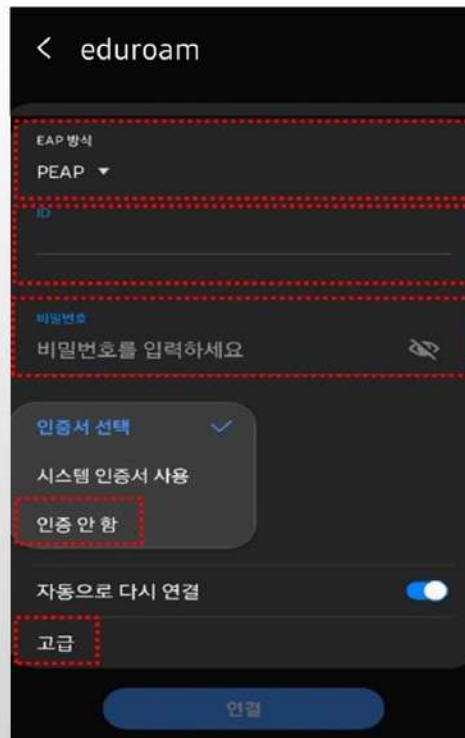 eduroam
EAP 방식
PEAP
ID
비밀번호
비밀번호를 입력하세요
인증서 선택
시스템 인증서 사용
인증 안 함
자동으로 다시 연결
고급
연결